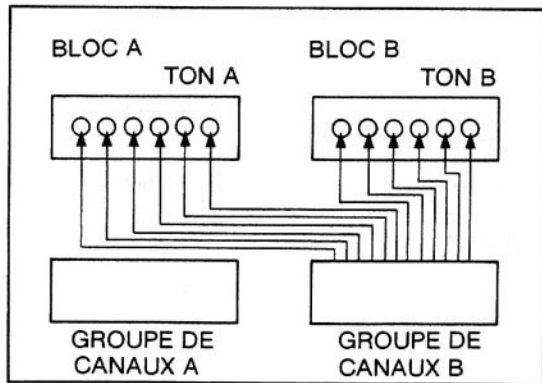 BLOC A
TON A
BLOC B
TON B
GROUPE DE
CANAUX A
GROUPE DE
CANAUX B